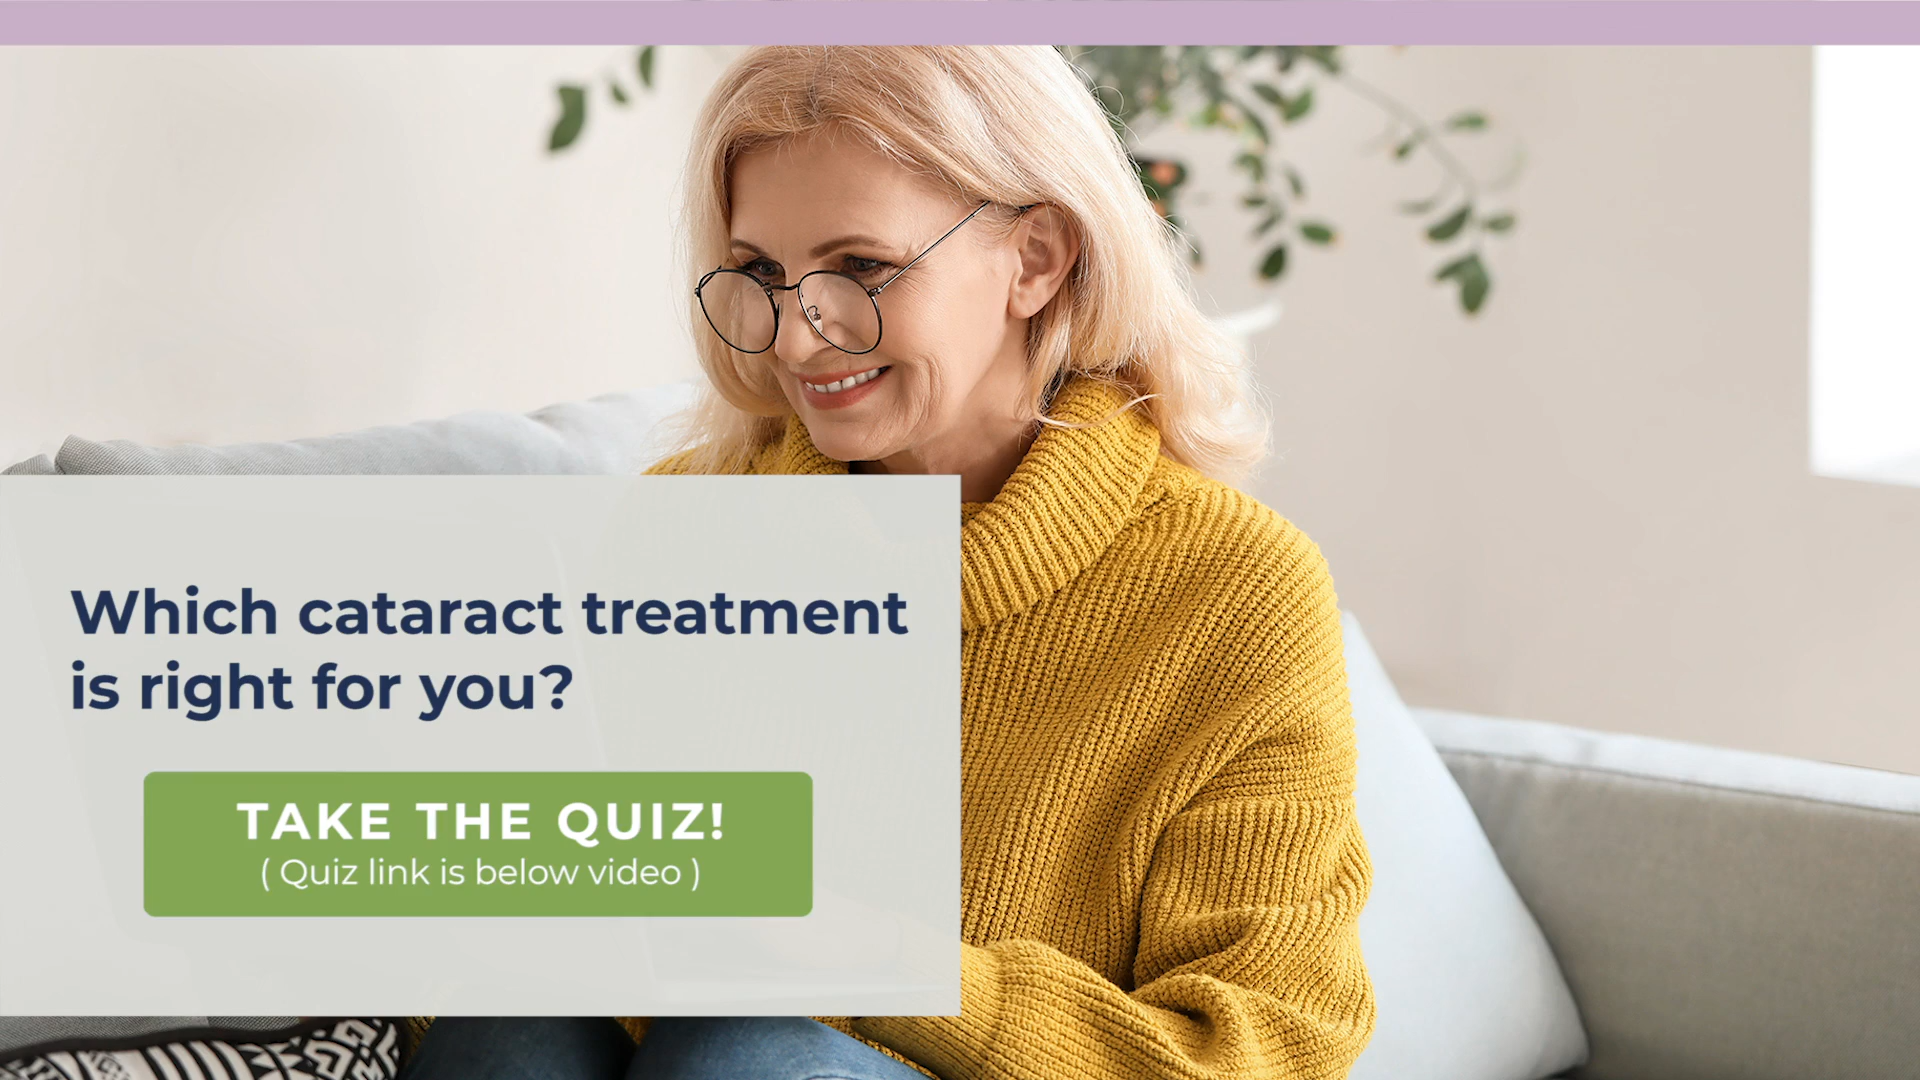 Which cataract treatment
is right for you?
TAKE THE QUIZ!
( Quiz link is below video )